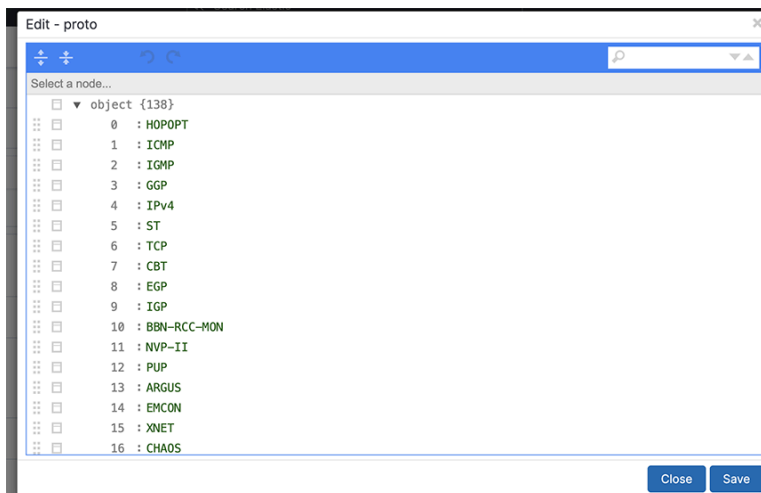 Edit - proto
Select a node...
object {138}
0 : HOPOPT
1 : ICMP
2 : IGMP
3 : GGP
4 : IPv4
5 : ST
6 : TCP
7 : CBT
8 : EGP
9 : IGP
10 : BBN-RCC-MON
11 : NVP-II
12 : PUP
13 : ARGUS
14 : EMCON
15 : XNET
16 : CHAOS
Close Save